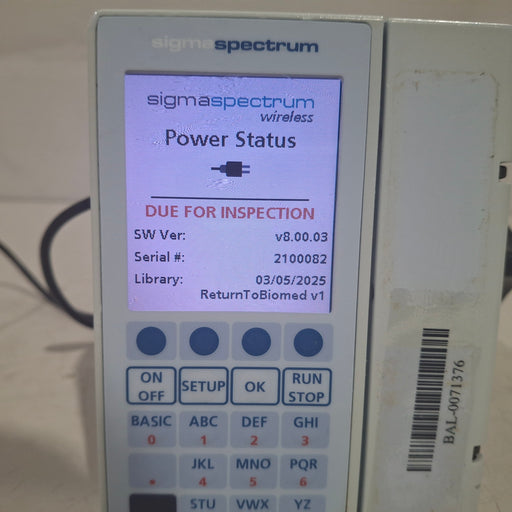 sigmaspectrum
sigmaspectrum
wireless
Power Status
DUE FOR INSPECTION
SW Ver: v8.00.03
Serial #: 2100082
Library: 03/05/2025
ReturnToBiomed v1
ON OFF
SETUP
OK
RUN STOP
BASIC ABC DEF GHI
0 1 2 3
JKL MNO PQR
. 4 5 6
STU VWX YZ
BAL-0071376